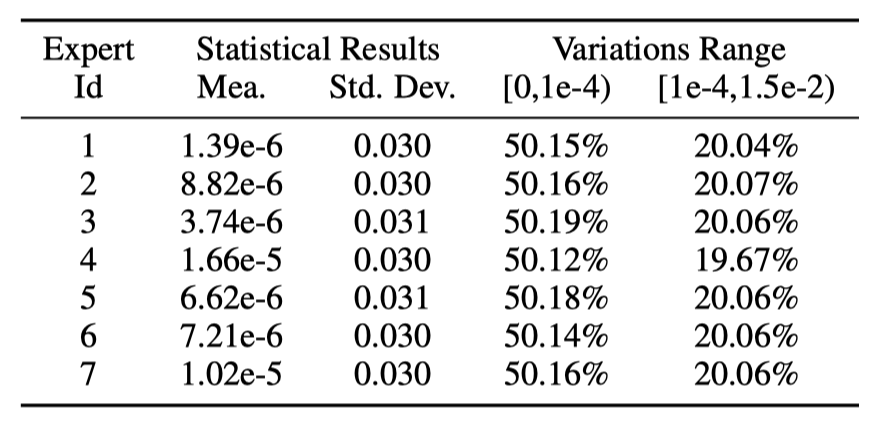 Expert Statistical Results Variations Range
Id Mea. Std. Dev. [0,1e-4) [1e-4,1.5e-2)
1 1.39e-6 0.030 50.15% 20.04%
2 8.82e-6 0.030 50.16% 20.07%
3 3.74e-6 0.031 50.19% 20.06%
4 1.66e-5 0.030 50.12% 19.67%
5 6.62e-6 0.031 50.18% 20.06%
6 7.21e-6 0.030 50.14% 20.06%
7 1.02e-5 0.030 50.16% 20.06%